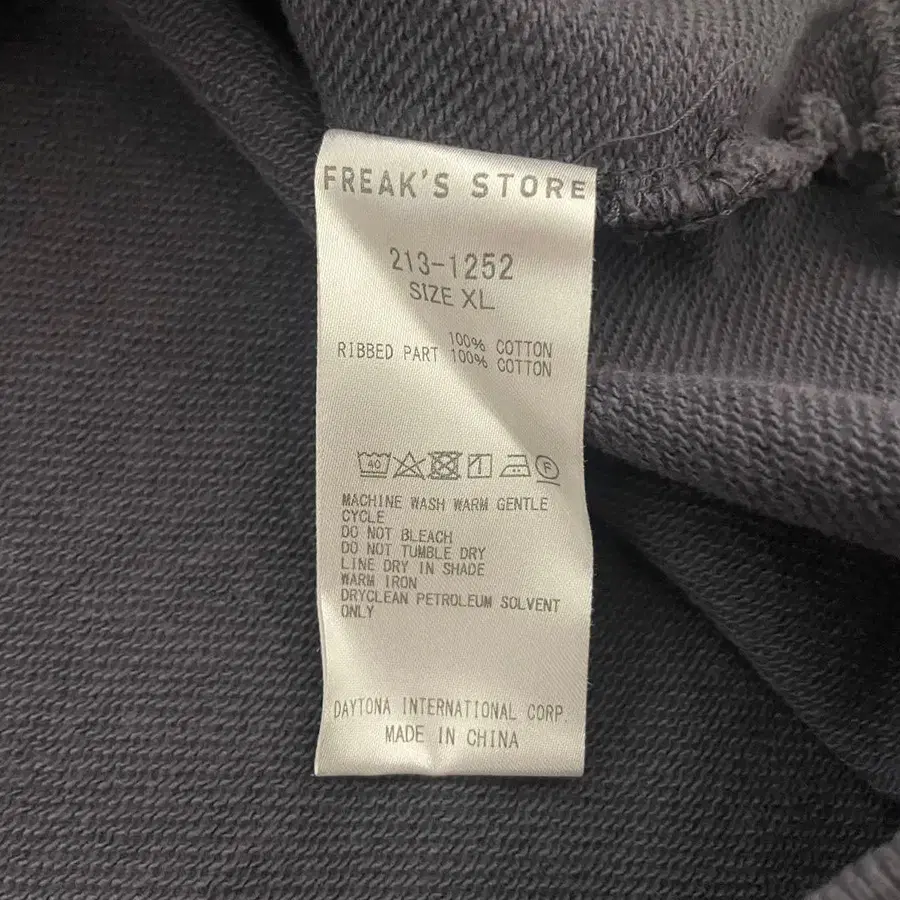 FREAK'S STORE
213-1252
SIZE XL
100% COTTON
RIBBED PART 100% COTTON
40 F
MACHINE WASH WARM GENTLE
CYCLE
DO NOT BLEACH
DO NOT TUMBLE DRY
LINE DRY IN SHADE
WARM IRON
DRYCLEAN PETROLEUM SOLVENT
ONLY
DAYTONA INTERNATIONAL CORP.
MADE IN CHINA